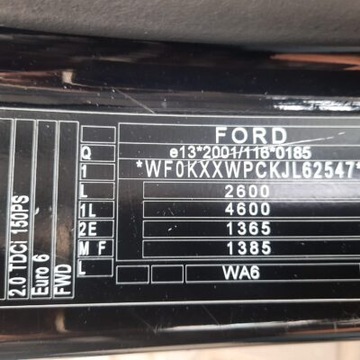 FORD
Q e13*2001/116*0185
1 *WF0KXXWPCKJL62547*
L 2600
1L 4600
2E 1365
M F 1385
L WA6
2.0 TDCI 150PS
Euro 6
FWD